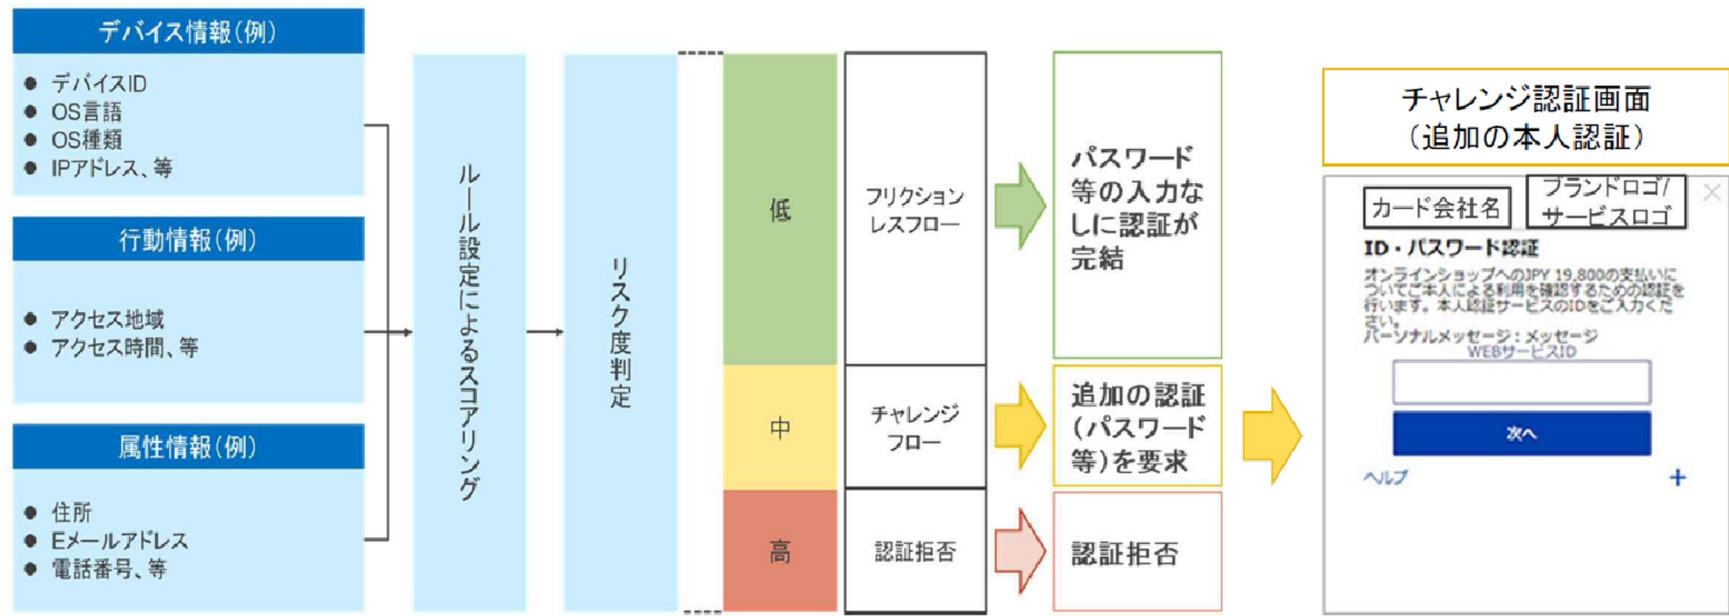 デバイス情報(例)
● デバイスID
● OS言語
● OS種類
● IPアドレス、等
行動情報(例)
● アクセス地域
● アクセス時間、等
属性情報(例)
● 住所
● Eメールアドレス
● 電話番号、等
ルール設定によるスコアリング
リスク度判定
低
フリクション
レスフロー
パスワード
等の入力な
しに認証が
完結
中
チャレンジ
フロー
追加の認証
(パスワード
等)を要求
高
認証拒否
認証拒否
チャレンジ認証画面
(追加の本人認証)
カード会社名
ブランドロゴ/
サービスロゴ
ID・パスワード認証
オンラインショップへのJPY 19,800の支払いに
ついてご本人による利用を確認するための認証を
行います。本人認証サービスのIDをご入力くだ
さい。
パーソナルメッセージ:メッセージ
WEBサービスID
次へ
ヘルプ